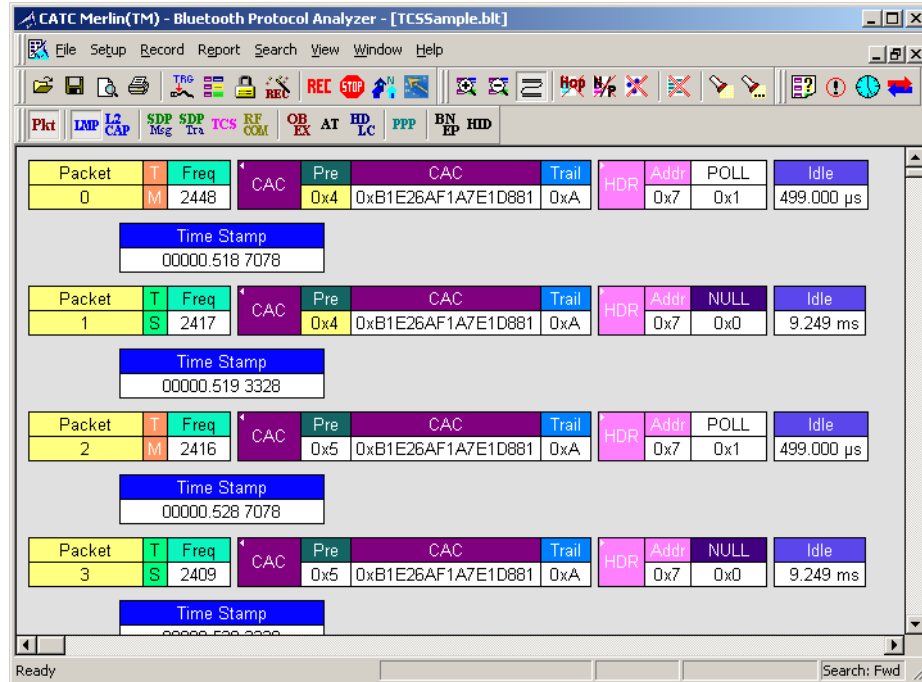 CATC Merlin(TM) - Bluetooth Protocol Analyzer - [TCSSample.blt]
File Setup Record Report Search View Window Help
TRG REC REC STOP Hop N/P
Pkt LMP L2CAP SDP Msg SDP Tra TCS RF COM OBEX AT HDLC PPP BNEP HID
Packet T Freq CAC Pre CAC Trail HDR Addr POLL Idle
0 M 2448 0x4 0xB1E26AF1A7E1D881 0xA 0x7 0x1 499.000 µs
Time Stamp
00000.518 7078
Packet T Freq CAC Pre CAC Trail HDR Addr NULL Idle
1 S 2417 0x4 0xB1E26AF1A7E1D881 0xA 0x7 0x0 9.249 ms
Time Stamp
00000.519 3328
Packet T Freq CAC Pre CAC Trail HDR Addr POLL Idle
2 M 2416 0x5 0xB1E26AF1A7E1D881 0xA 0x7 0x1 499.000 µs
Time Stamp
00000.528 7078
Packet T Freq CAC Pre CAC Trail HDR Addr NULL Idle
3 S 2409 0x5 0xB1E26AF1A7E1D881 0xA 0x7 0x0 9.249 ms
Time Stamp
Ready Search: Fwd